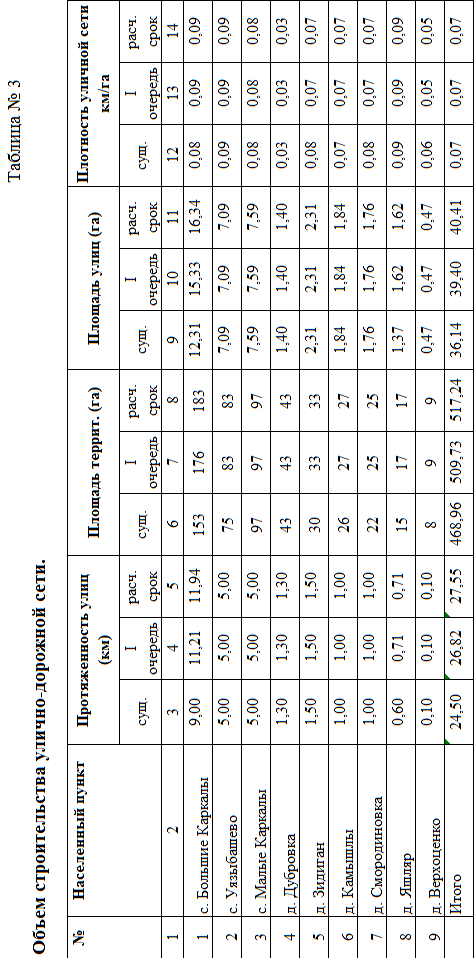 Таблица № 3
Объем строительства улично-дорожной сети.
№ Населенный пункт Протяженность улиц (км) Площадь террит. (га) Площадь улиц (га) Плотность уличной сети км/га
сущ. I очередь расч. срок сущ. I очередь расч. срок сущ. I очередь расч. срок сущ. I очередь расч. срок
1 2 3 4 5 6 7 8 9 10 11 12 13 14
1 с. Большие Каркалы 9,00 11,21 11,94 153 176 183 12,31 15,33 16,34 0,08 0,09 0,09
2 с. Уязыбашево 5,00 5,00 5,00 75 83 83 7,09 7,09 7,09 0,09 0,09 0,09
3 с. Малые Каркалы 5,00 5,00 5,00 97 97 97 7,59 7,59 7,59 0,08 0,08 0,08
4 д. Дубровка 1,30 1,30 1,30 43 43 43 1,40 1,40 1,40 0,03 0,03 0,03
5 д. Зидиган 1,50 1,50 1,50 30 33 33 2,31 2,31 2,31 0,08 0,07 0,07
6 д. Камышлы 1,00 1,00 1,00 26 27 27 1,84 1,84 1,84 0,07 0,07 0,07
7 д. Смородиновка 1,00 1,00 1,00 22 25 25 1,76 1,76 1,76 0,08 0,07 0,07
8 д. Яшляр 0,60 0,71 0,71 15 17 17 1,37 1,62 1,62 0,09 0,09 0,09
9 д. Верхоценко 0,10 0,10 0,10 8 9 9 0,47 0,47 0,47 0,06 0,05 0,05
Итого 24,50 26,82 27,55 468,96 509,73 517,24 36,14 39,40 40,41 0,07 0,07 0,07